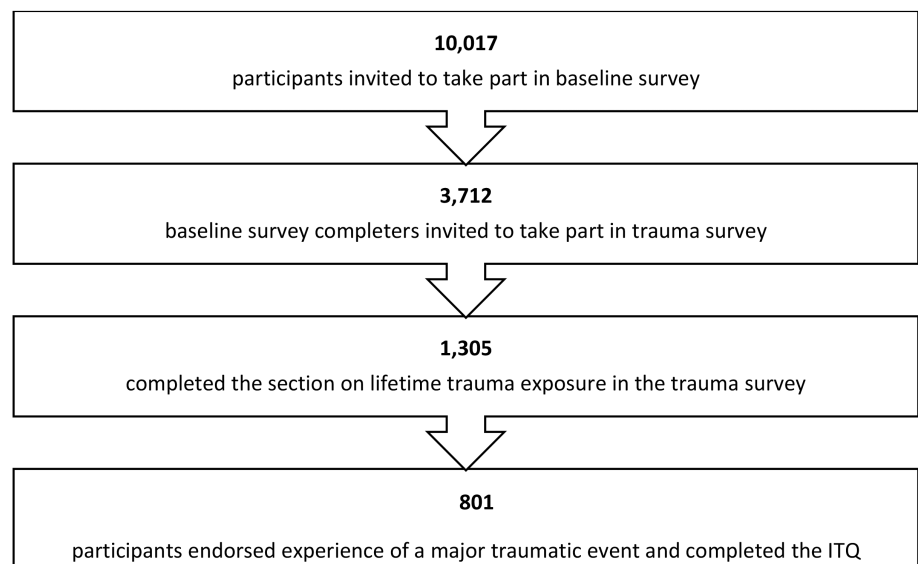 10,017
participants invited to take part in baseline survey
3,712
baseline survey completers invited to take part in trauma survey
1,305
completed the section on lifetime trauma exposure in the trauma survey
801
participants endorsed experience of a major traumatic event and completed the ITQ